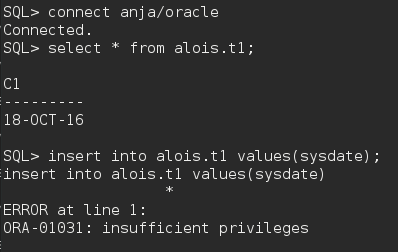 SQL> connect anja/oracle
Connected.
SQL> select * from alois.t1;
C1
---------
18-OCT-16
SQL> insert into alois.t1 values(sysdate);
insert into alois.t1 values(sysdate)
                  *
ERROR at line 1:
ORA-01031: insufficient privileges